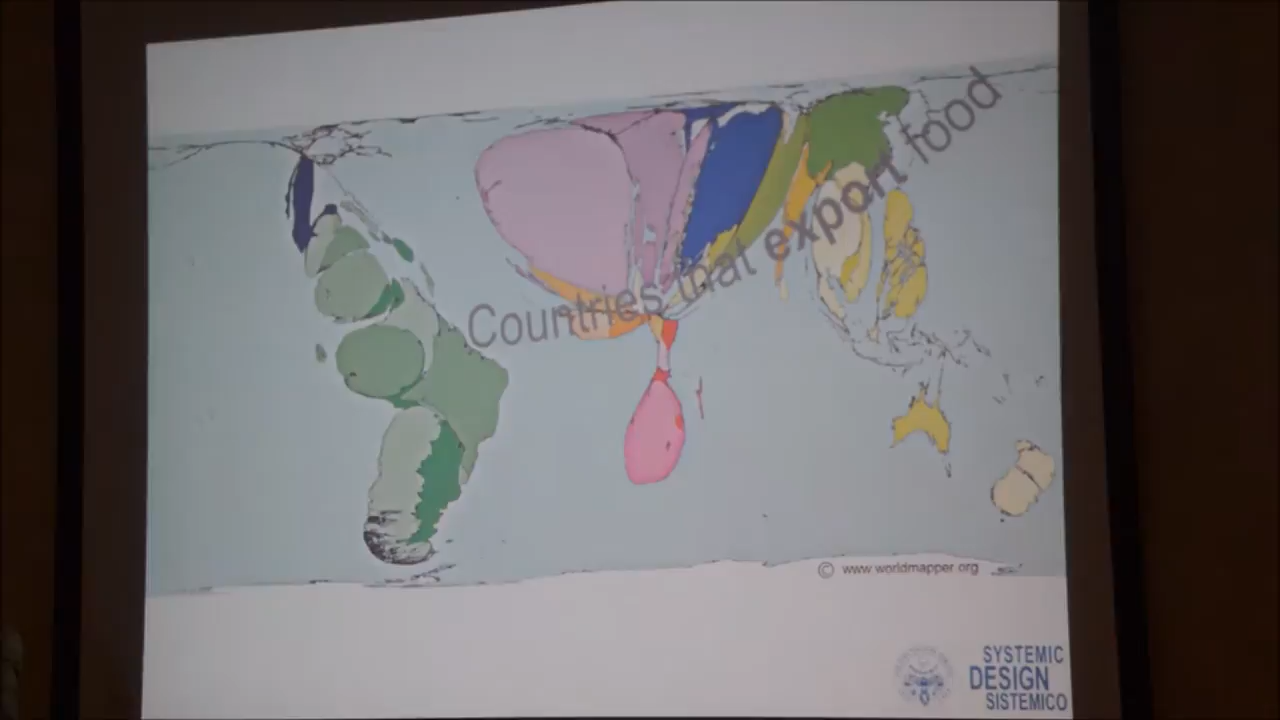 Countries that export food
© www.worldmapper.org
SYSTEMIC
DESIGN
SISTEMICO